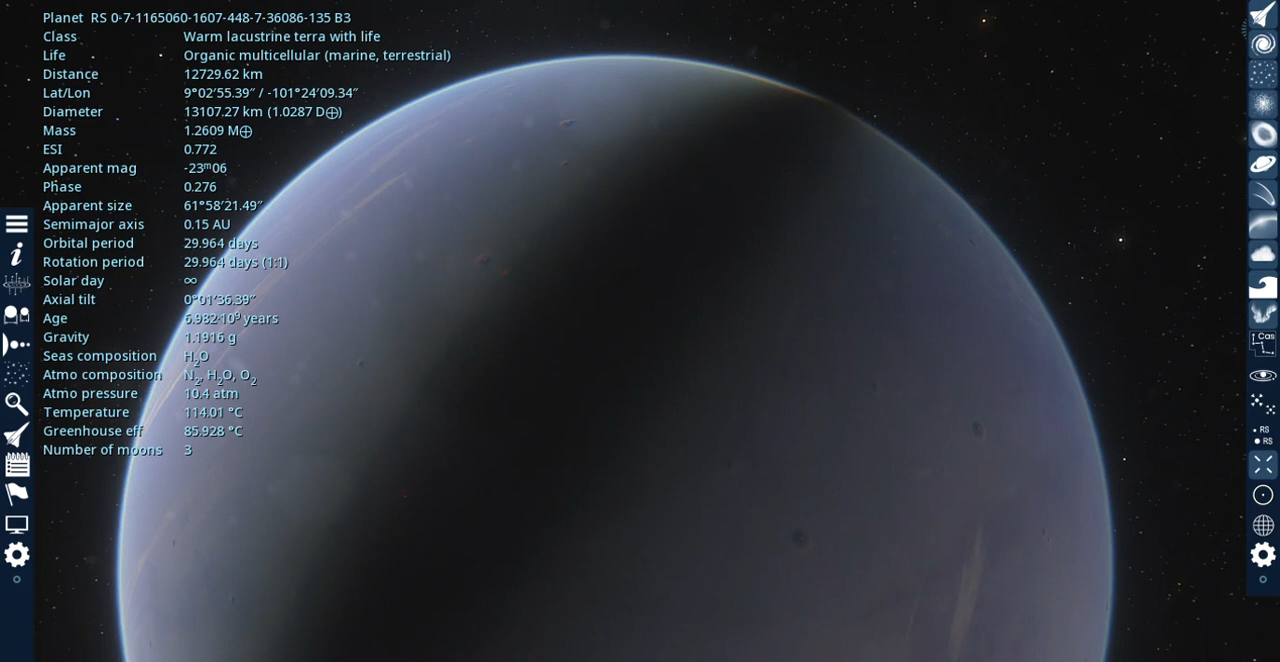 Planet RS 0-7-1165060-1607-448-7-36086-135 B3
Class Warm lacustrine terra with life
Life Organic multicellular (marine, terrestrial)
Distance 12729.62 km
Lat/Lon 9°02′55.39″ / -101°24′09.34″
Diameter 13107.27 km (1.0287 D⊕)
Mass 1.2609 M⊕
ESI 0.772
Apparent mag -23ᵐ06
Phase 0.276
Apparent size 61°58′21.49″
Semimajor axis 0.15 AU
Orbital period 29.964 days
Rotation period 29.964 days (1:1)
Solar day ∞
Axial tilt 0°01′36.39″
Age 6.982·10⁹ years
Gravity 1.1916 g
Seas composition H₂O
Atmo composition N₂, H₂O, O₂
Atmo pressure 10.4 atm
Temperature 114.01 °C
Greenhouse eff 85.928 °C
Number of moons 3
Cas
RS
RS